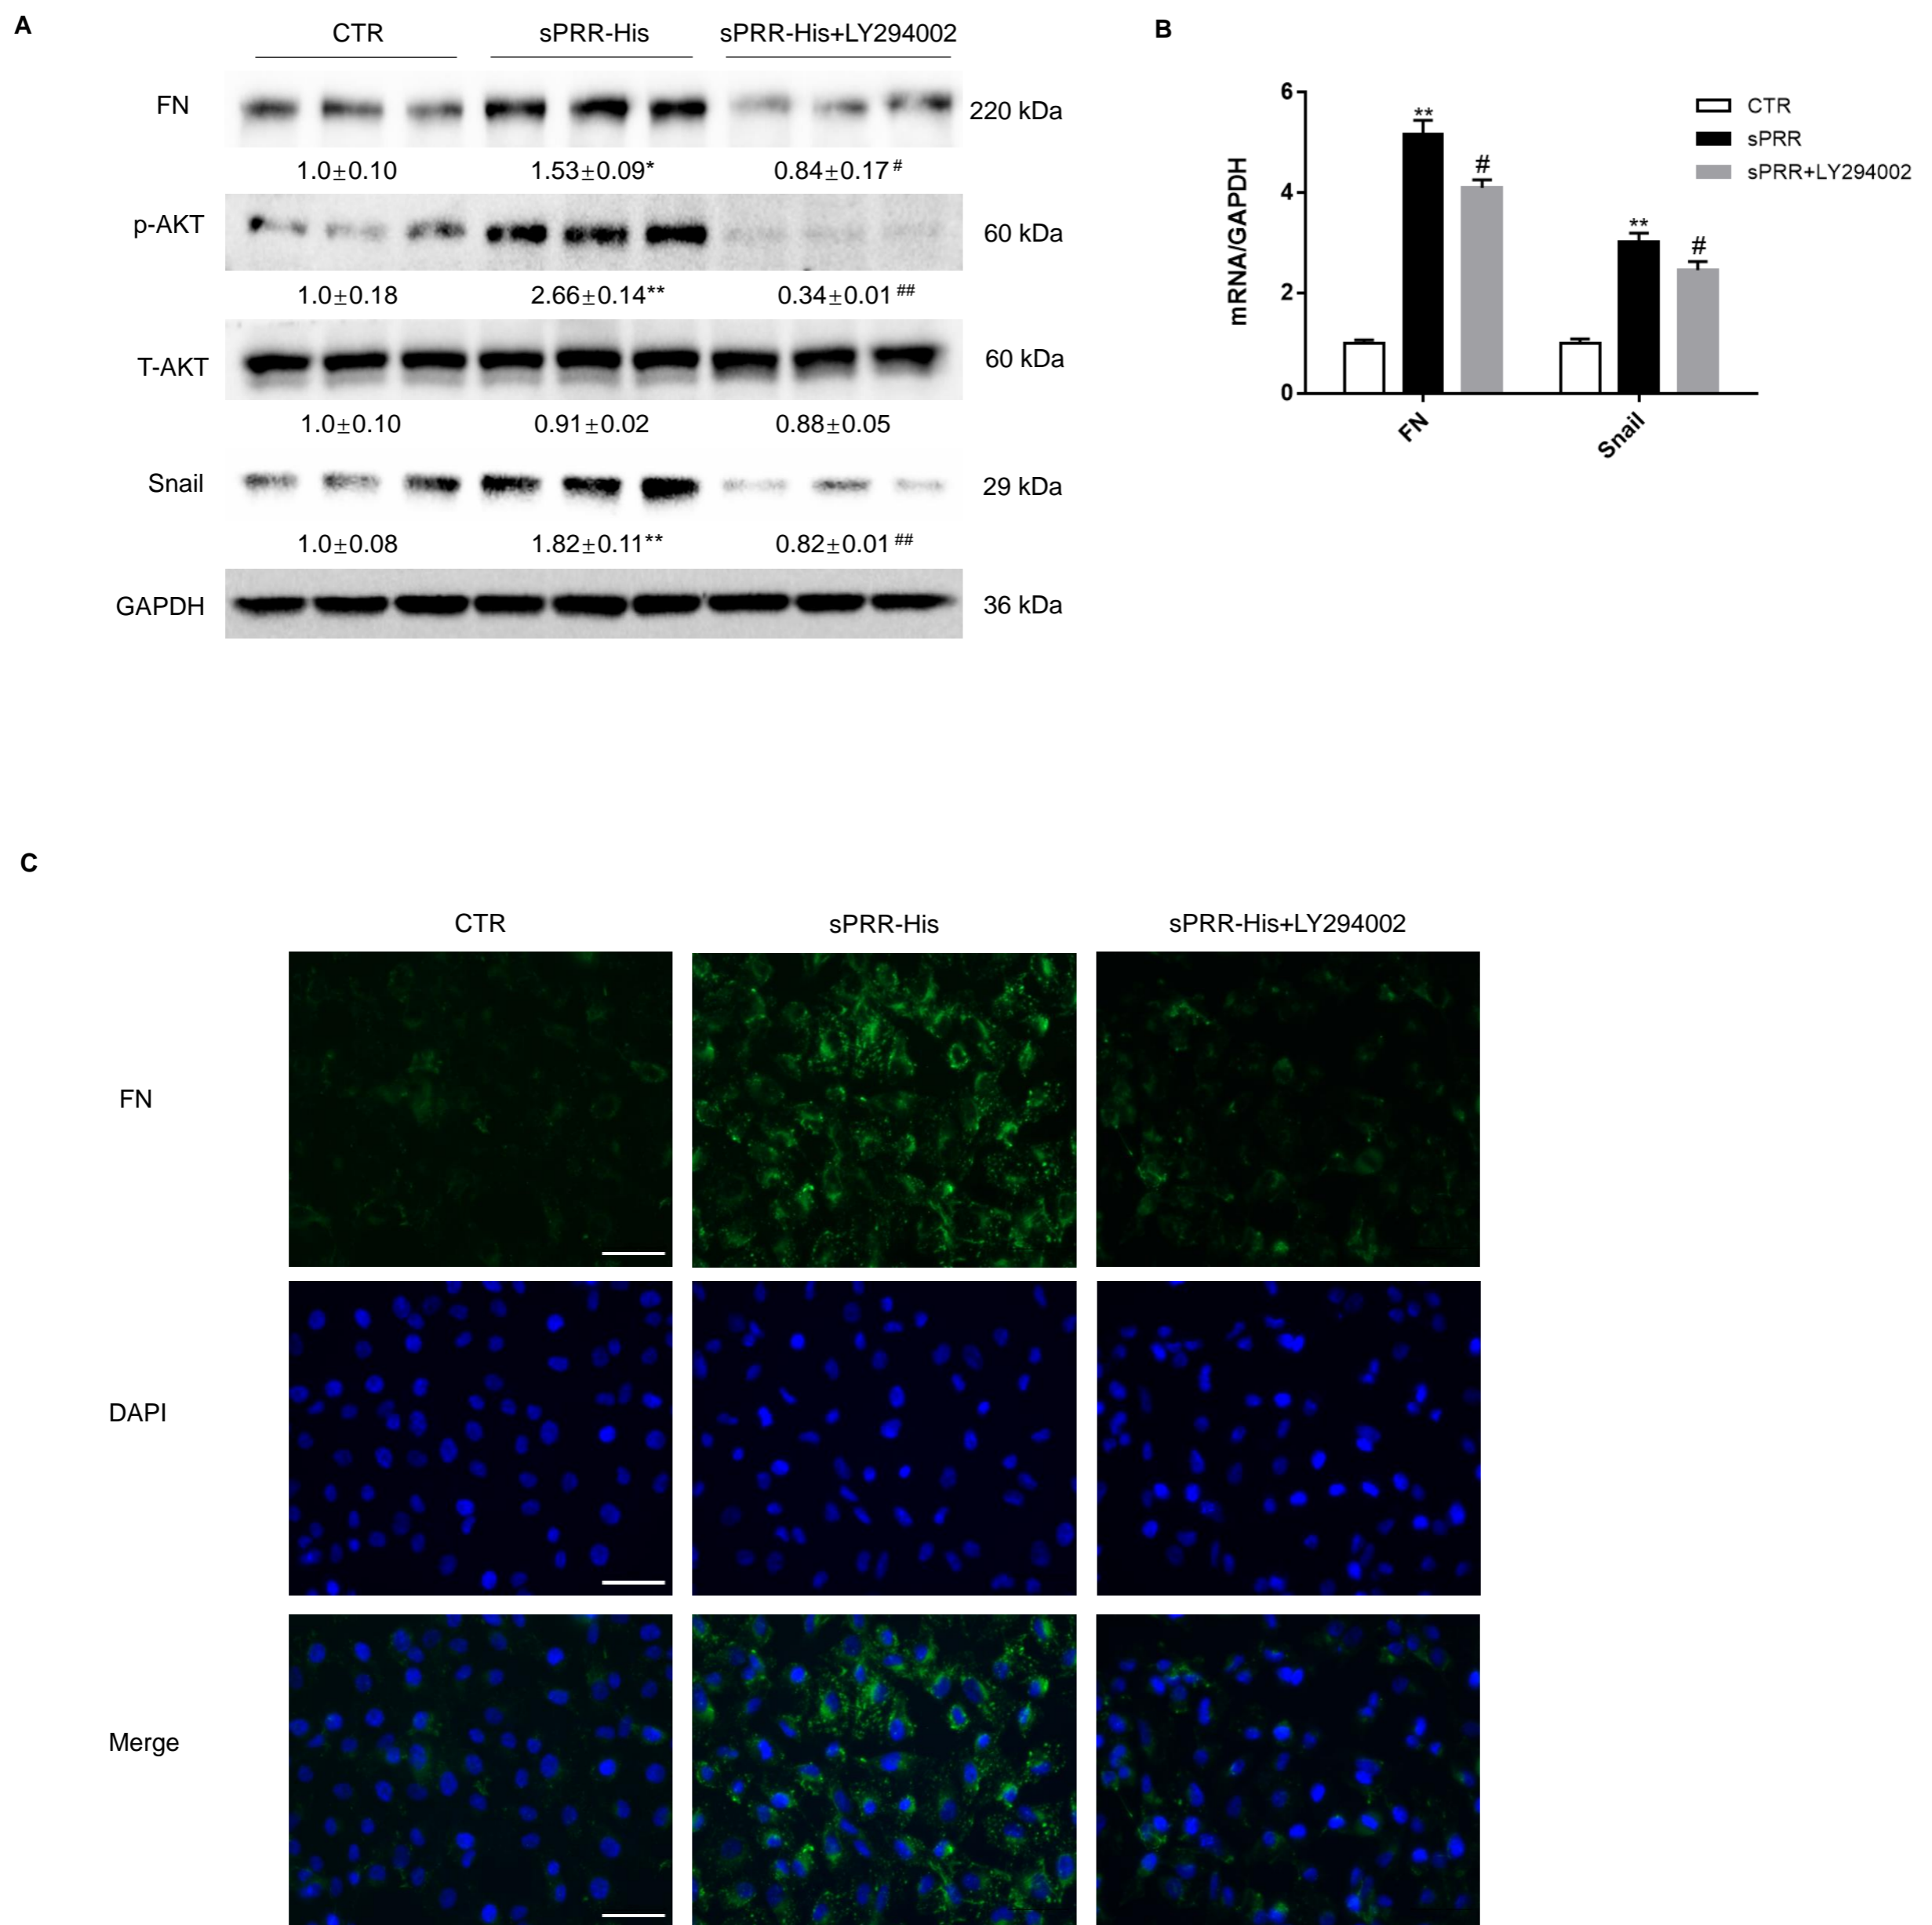 A
CTR sPRR-His sPRR-His+LY294002
FN 220 kDa
1.0±0.10 1.53±0.09* 0.84±0.17 #
p-AKT 60 kDa
1.0±0.18 2.66±0.14** 0.34±0.01 ##
T-AKT 60 kDa
1.0±0.10 0.91±0.02 0.88±0.05
Snail 29 kDa
1.0±0.08 1.82±0.11** 0.82±0.01 ##
GAPDH 36 kDa
B
mRNA/GAPDH
6
4
2
0
**
#
**
#
FN
Snail
CTR
sPRR
sPRR+LY294002
C
CTR sPRR-His sPRR-His+LY294002
FN
DAPI
Merge